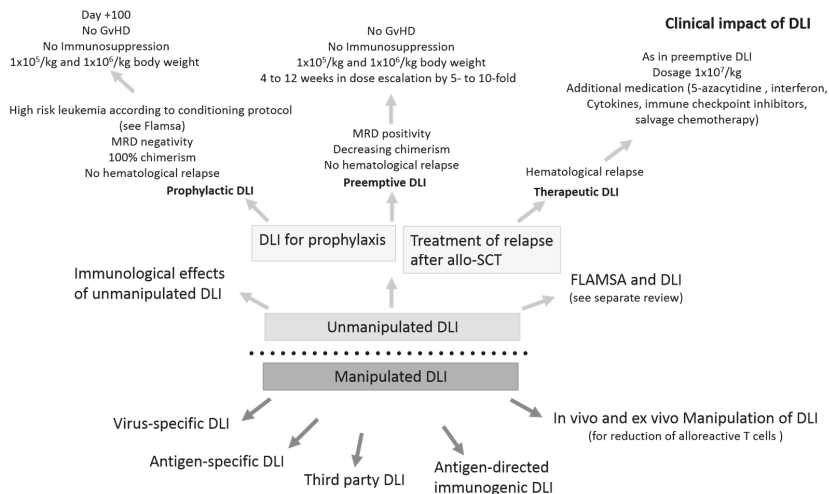 Clinical impact of DLI
Day +100
No GvHD
No Immunosuppression
1x10⁵/kg and 1x10⁶/kg body weight
High risk leukemia according to conditioning protocol
(see Flamsa)
MRD negativity
100% chimerism
No hematological relapse
Prophylactic DLI
No GvHD
No Immunosuppression
1x10⁵/kg and 1x10⁶/kg body weight
4 to 12 weeks in dose escalation by 5- to 10-fold
MRD positivity
Decreasing chimerism
No hematological relapse
Preemptive DLI
As in preemptive DLI
Dosage 1x10⁷/kg
Additional medication (5-azacytidine , interferon,
Cytokines, immune checkpoint inhibitors,
salvage chemotherapy)
Hematological relapse
Therapeutic DLI
DLI for prophylaxis
Treatment of relapse
after allo-SCT
Immunological effects
of unmanipulated DLI
FLAMSA and DLI
(see separate review)
Unmanipulated DLI
Manipulated DLI
Virus-specific DLI
Antigen-specific DLI
Third party DLI
Antigen-directed
immunogenic DLI
In vivo and ex vivo Manipulation of DLI
(for reduction of alloreactive T cells )